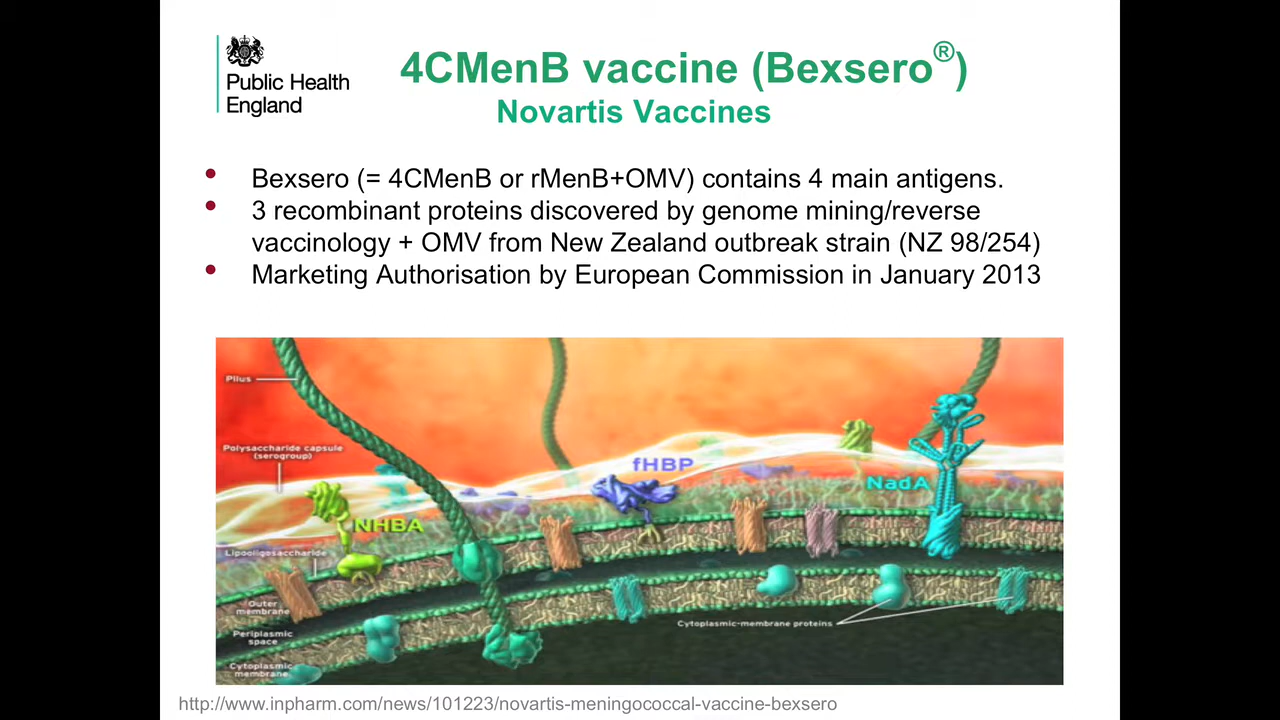 Public Health
England
4CMenB vaccine (Bexsero®)
Novartis Vaccines
• Bexsero (= 4CMenB or rMenB+OMV) contains 4 main antigens.
• 3 recombinant proteins discovered by genome mining/reverse
vaccinology + OMV from New Zealand outbreak strain (NZ 98/254)
• Marketing Authorisation by European Commission in January 2013
Pilus
Polysaccharide capsule
(serogroup)
fHBP
NadA
NHBA
Lipooligosaccharide
Outer
membrane
Periplasmic
space
Cytoplasmic-membrane proteins
Cytoplasmic
membrane
http://www.inpharm.com/news/101223/novartis-meningococcal-vaccine-bexsero